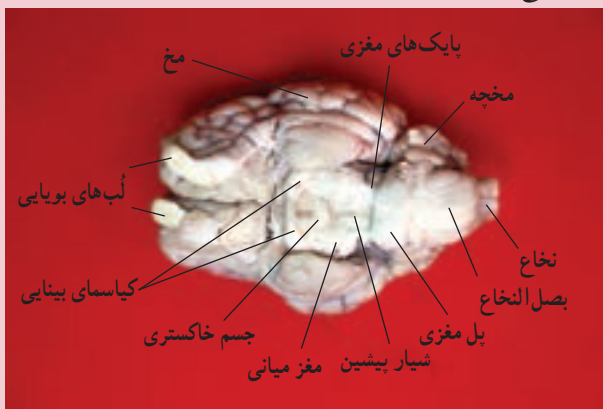 پایک‌های مغزی
مخ
مخچه
لُب‌های بویایی
نخاع
کیاسمای بینایی
بصل‌النخاع
پل مغزی
جسم خاکستری
شیار پیشین
مغز میانی